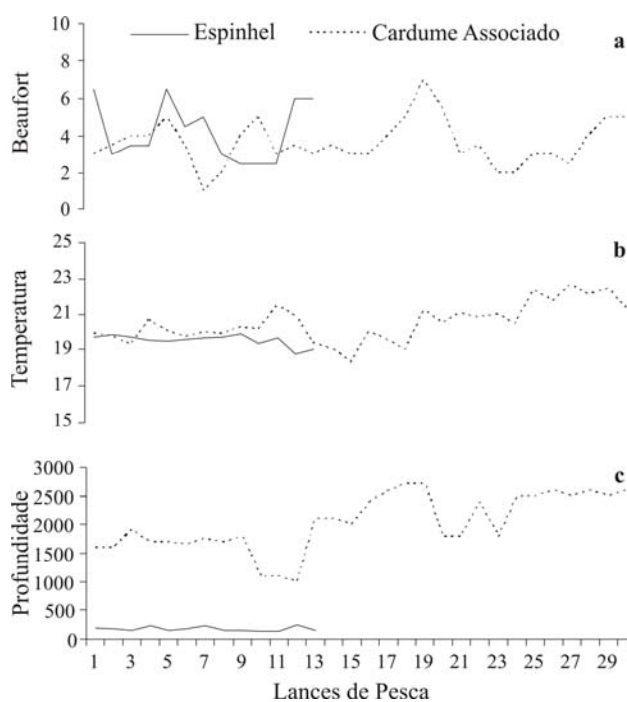 Espinhel
Cardume Associado
a
Beaufort
10
8
6
4
2
0
b
Temperatura
25
23
21
19
17
15
c
Profundidade
3000
2500
2000
1500
1000
500
0
1 3 5 7 9 11 13 15 17 19 21 23 25 27 29
Lances de Pesca